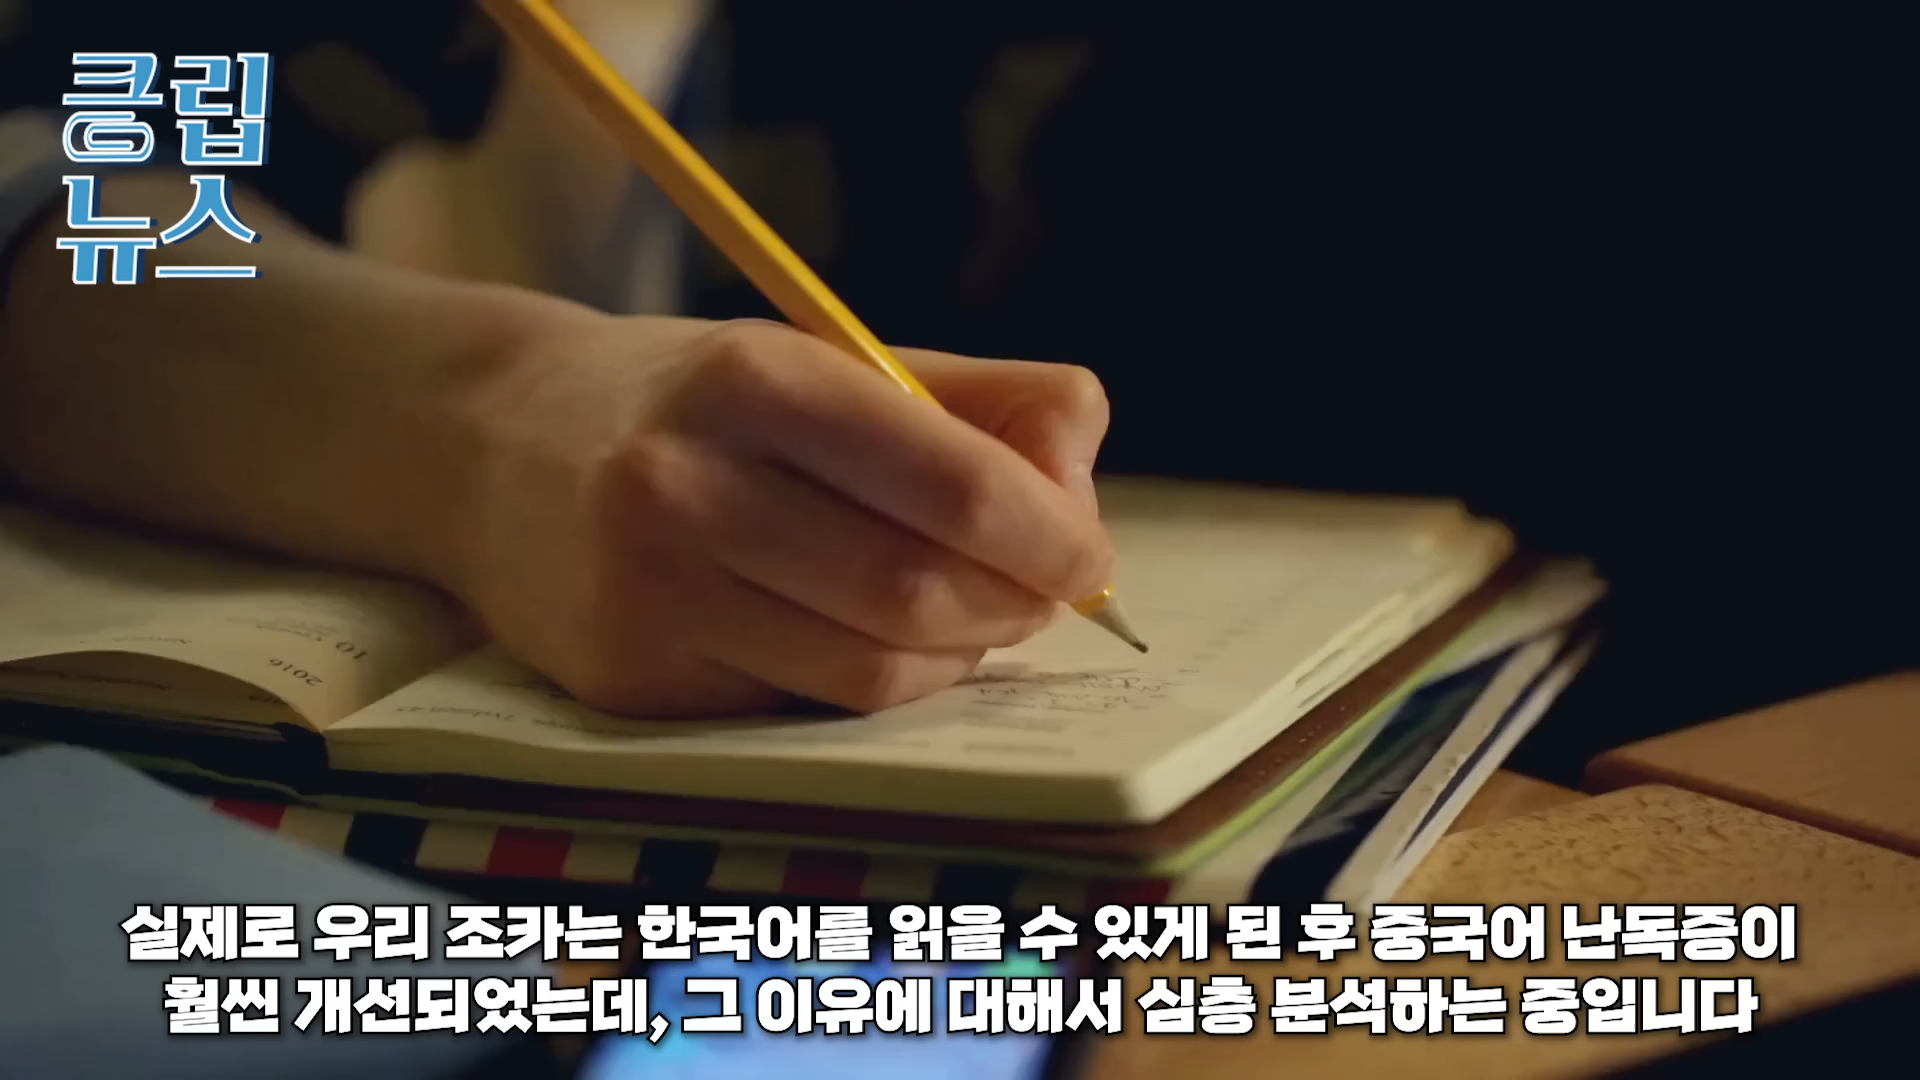 클립
뉴스
10
2016
실제로 우리 조카는 한국어를 읽을 수 있게 된 후 중국어 난독증이
훨씬 개선되었는데, 그 이유에 대해서 심층 분석하는 중입니다